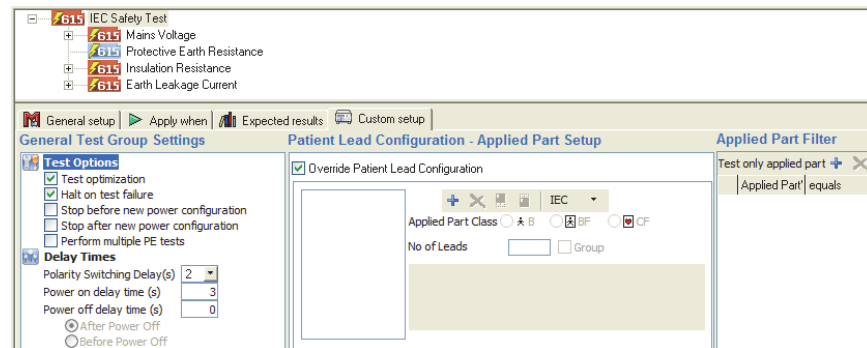 615 IEC Safety Test
615 Mains Voltage
615 Protective Earth Resistance
615 Insulation Resistance
615 Earth Leakage Current
General setup Apply when Expected results Custom setup
General Test Group Settings
Test Options
Test optimization
Halt on test failure
Stop before new power configuration
Stop after new power configuration
Perform multiple PE tests
Delay Times
Polarity Switching Delay(s) 2
Power on delay time (s) 3
Power off delay time (s) 0
After Power Off
Before Power Off
Patient Lead Configuration - Applied Part Setup
Override Patient Lead Configuration
IEC
Applied Part Class B BF CF
No of Leads Group
Applied Part Filter
Test only applied part
Applied Part' equals